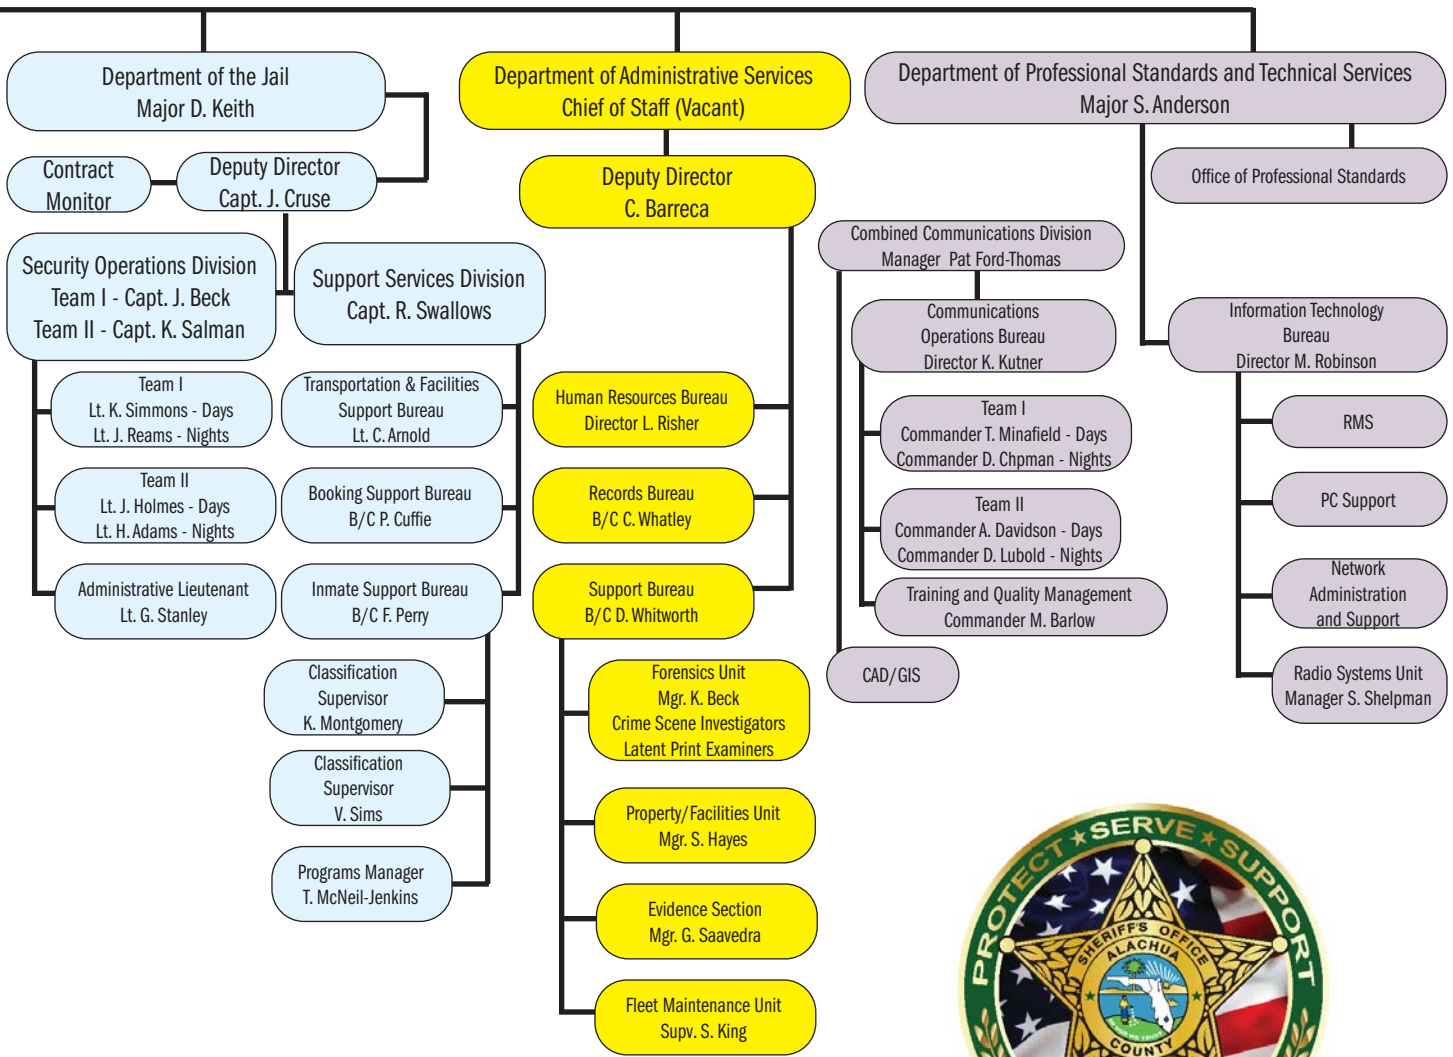 Department of the Jail
Major D. Keith
Contract
Monitor
Deputy Director
Capt. J. Cruse
Security Operations Division
Team I - Capt. J. Beck
Team II - Capt. K. Salman
Support Services Division
Capt. R. Swallows
Team I
Lt. K. Simmons - Days
Lt. J. Reams - Nights
Team II
Lt. J. Holmes - Days
Lt. H. Adams - Nights
Administrative Lieutenant
Lt. G. Stanley
Transportation & Facilities
Support Bureau
Lt. C. Arnold
Booking Support Bureau
B/C P. Cuffie
Inmate Support Bureau
B/C F. Perry
Classification
Supervisor
K. Montgomery
Classification
Supervisor
V. Sims
Programs Manager
T. McNeil-Jenkins
Department of Administrative Services
Chief of Staff (Vacant)
Deputy Director
C. Barreca
Human Resources Bureau
Director L. Risher
Records Bureau
B/C C. Whatley
Support Bureau
B/C D. Whitworth
Forensics Unit
Mgr. K. Beck
Crime Scene Investigators
Latent Print Examiners
Property/Facilities Unit
Mgr. S. Hayes
Evidence Section
Mgr. G. Saavedra
Fleet Maintenance Unit
Supv. S. King
Department of Professional Standards and Technical Services
Major S. Anderson
Office of Professional Standards
Combined Communications Division
Manager Pat Ford-Thomas
Communications
Operations Bureau
Director K. Kutner
Team I
Commander T. Minafield - Days
Commander D. Chpman - Nights
Team II
Commander A. Davidson - Days
Commander D. Lubold - Nights
Training and Quality Management
Commander M. Barlow
CAD/GIS
Information Technology
Bureau
Director M. Robinson
RMS
PC Support
Network
Administration
and Support
Radio Systems Unit
Manager S. Shelpman
PROTECT ★ SERVE ★ SUPPORT
SHERIFF'S OFFICE
ALACHUA
COUNTY